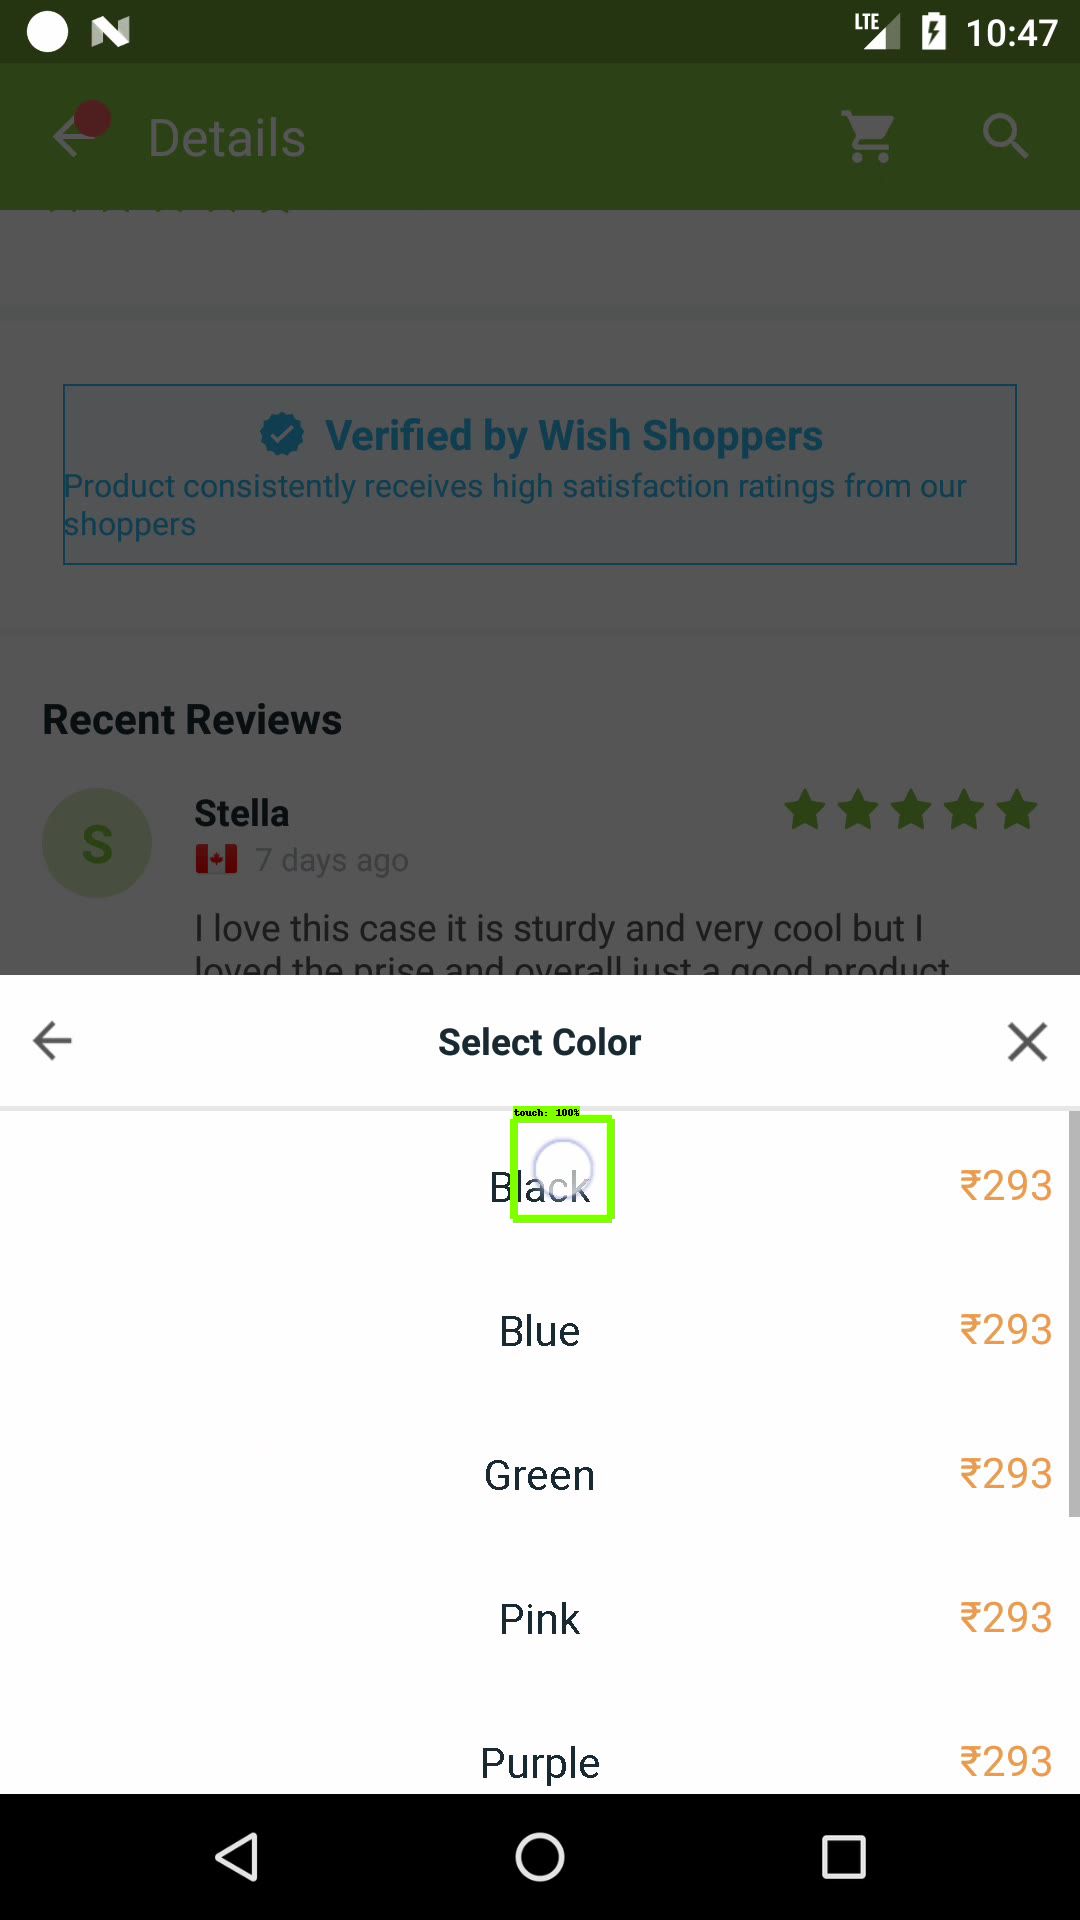 LTE 10:47
Details
Verified by Wish Shoppers
Product consistently receives high satisfaction ratings from our
shoppers
Recent Reviews
S
Stella
7 days ago
I love this case it is sturdy and very cool but I
loved the prise and overall just a good product
Select Color
touch: 100%
Black ₹293
Blue ₹293
Green ₹293
Pink ₹293
Purple ₹293